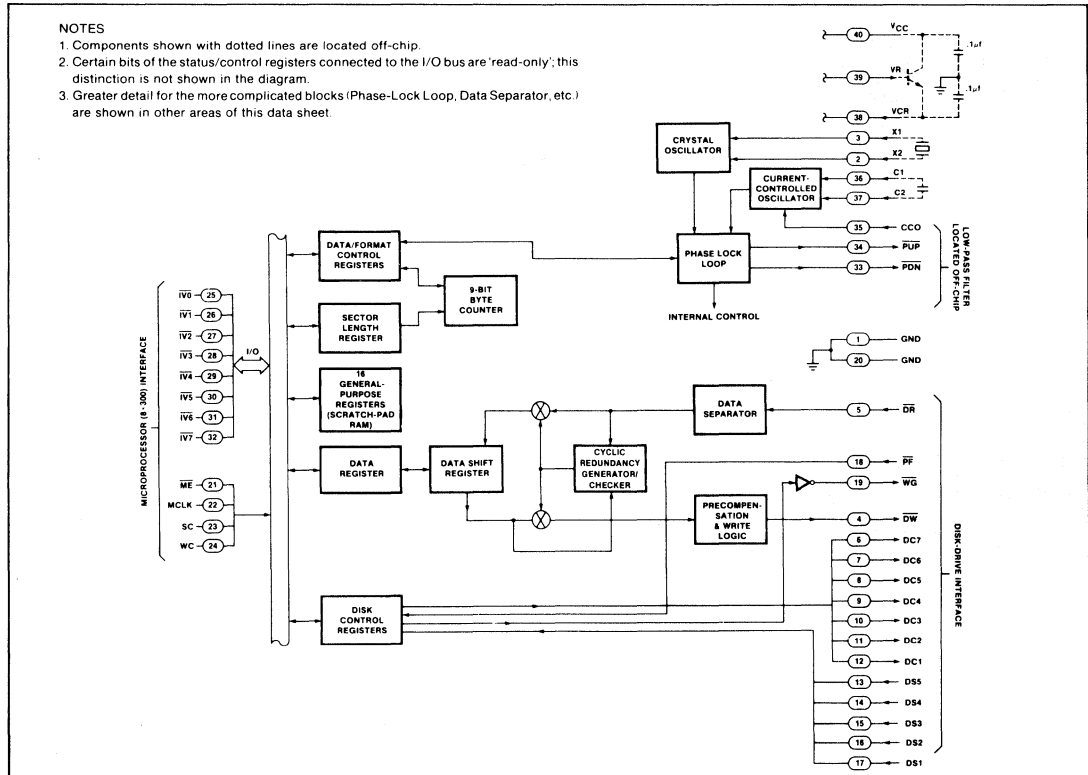 NOTES
1. Components shown with dotted lines are located off-chip.
2. Certain bits of the status/control registers connected to the I/O bus are 'read-only'; this
distinction is not shown in the diagram.
3. Greater detail for the more complicated blocks (Phase-Lock Loop, Data Separator, etc.)
are shown in other areas of this data sheet.
40 VCC
.1µf
39 VR
.1µf
38 VCR
3 X1
2 X2
36 C1
37 C2
35 CCO
34 PUP
33 PDN
LOW-PASS FILTER
LOCATED OFF-CHIP
CRYSTAL
OSCILLATOR
CURRENT-
CONTROLLED
OSCILLATOR
PHASE LOCK
LOOP
INTERNAL CONTROL
DATA/FORMAT
CONTROL
REGISTERS
9-BIT
BYTE
COUNTER
SECTOR
LENGTH
REGISTER
16
GENERAL-
PURPOSE
REGISTERS
(SCRATCH-PAD
RAM)
DATA
REGISTER
DATA SHIFT
REGISTER
CYCLIC
REDUNDANCY
GENERATOR/
CHECKER
DATA
SEPARATOR
PRECOMPEN-
SATION
& WRITE
LOGIC
DISK
CONTROL
REGISTERS
MICROPROCESSOR (8-300) INTERFACE
IV0 25
IV1 26
IV2 27
IV3 28
IV4 29
IV5 30
IV6 31
IV7 32
I/O
ME 21
MCLK 22
SC 23
WC 24
1 GND
20 GND
5 DR
18 PF
19 WG
4 DW
6 DC7
7 DC6
8 DC5
9 DC4
10 DC3
11 DC2
12 DC1
13 DS5
14 DS4
15 DS3
16 DS2
17 DS1
DISK-DRIVE INTERFACE